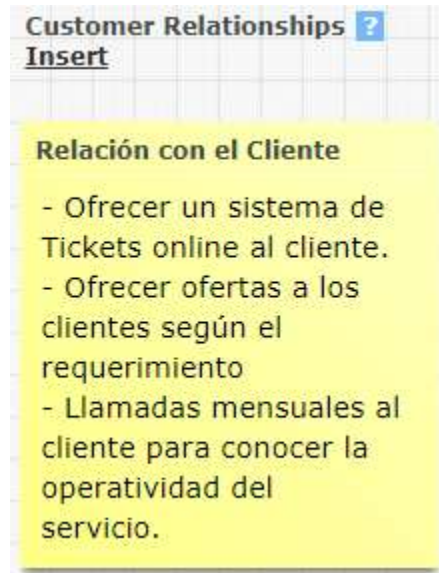 Customer Relationships ?
Insert
Relación con el Cliente
- Ofrecer un sistema de
Tickets online al cliente.
- Ofrecer ofertas a los
clientes según el
requerimiento
- Llamadas mensuales al
cliente para conocer la
operatividad del
servicio.